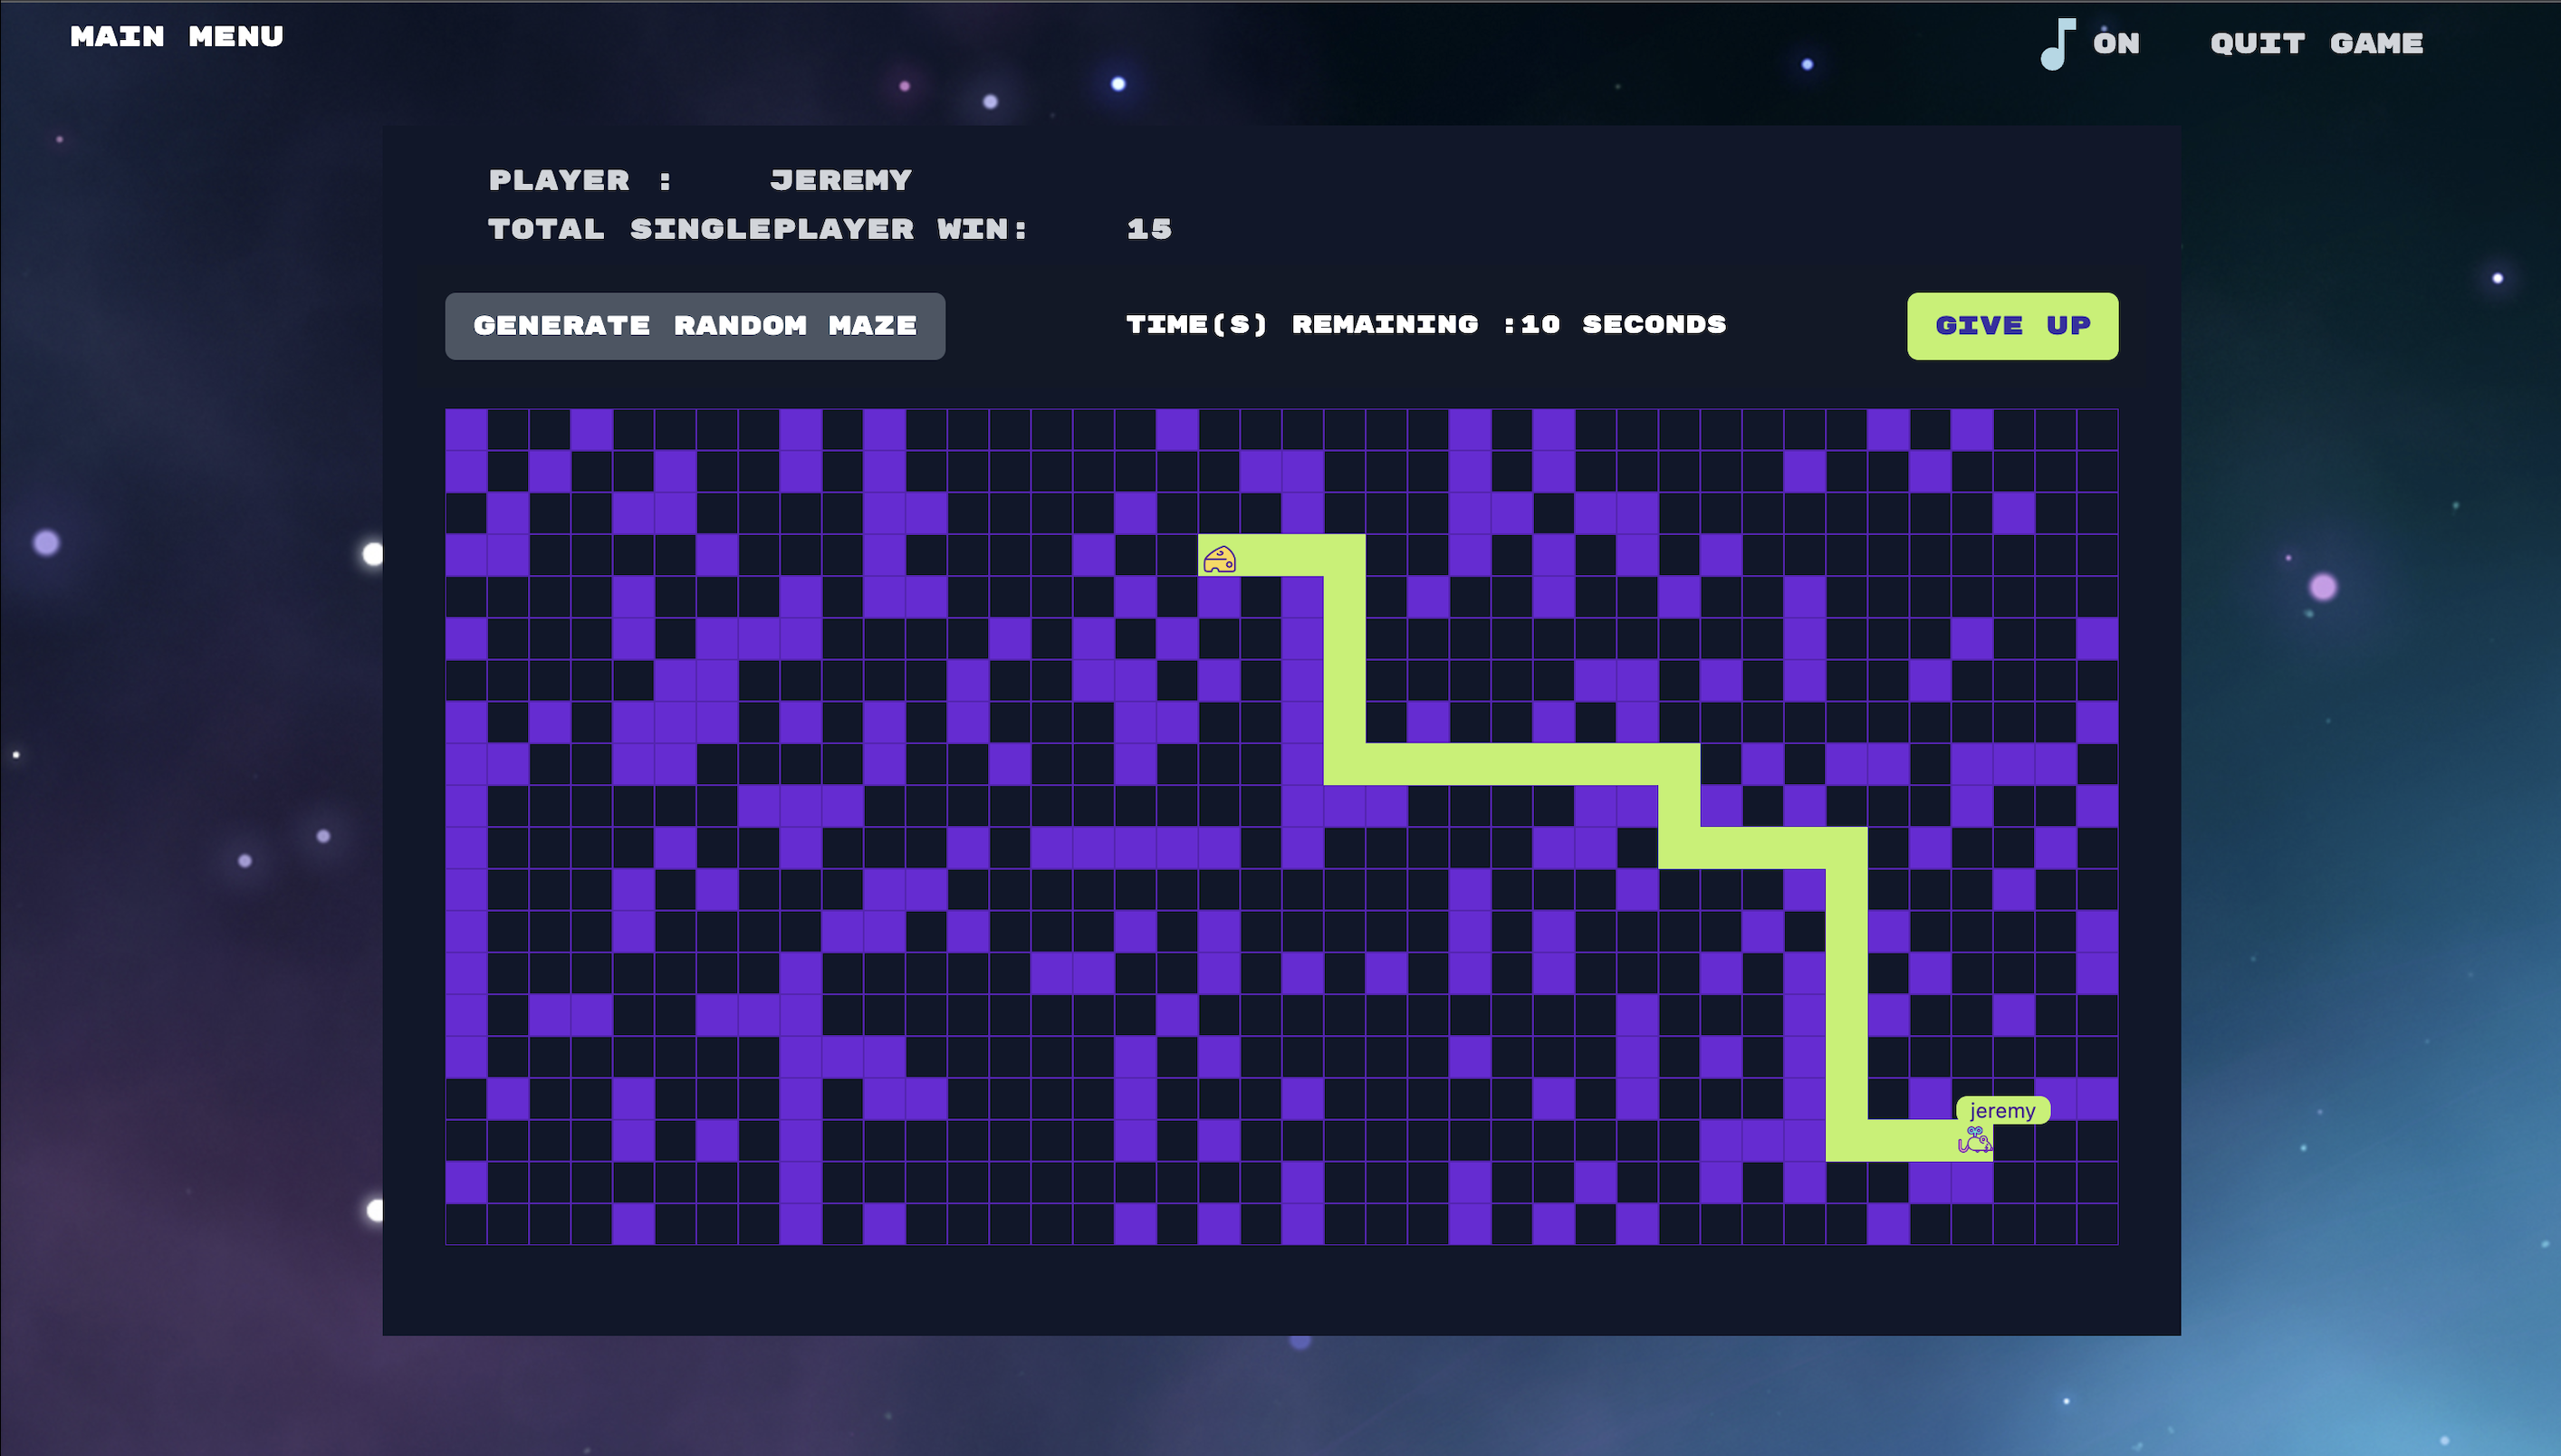 MAIN MENU
ON
QUIT GAME
PLAYER : JEREMY
TOTAL SINGLEPLAYER WIN: 15
GENERATE RANDOM MAZE
TIME(S) REMAINING :10 SECONDS
GIVE UP
jeremy